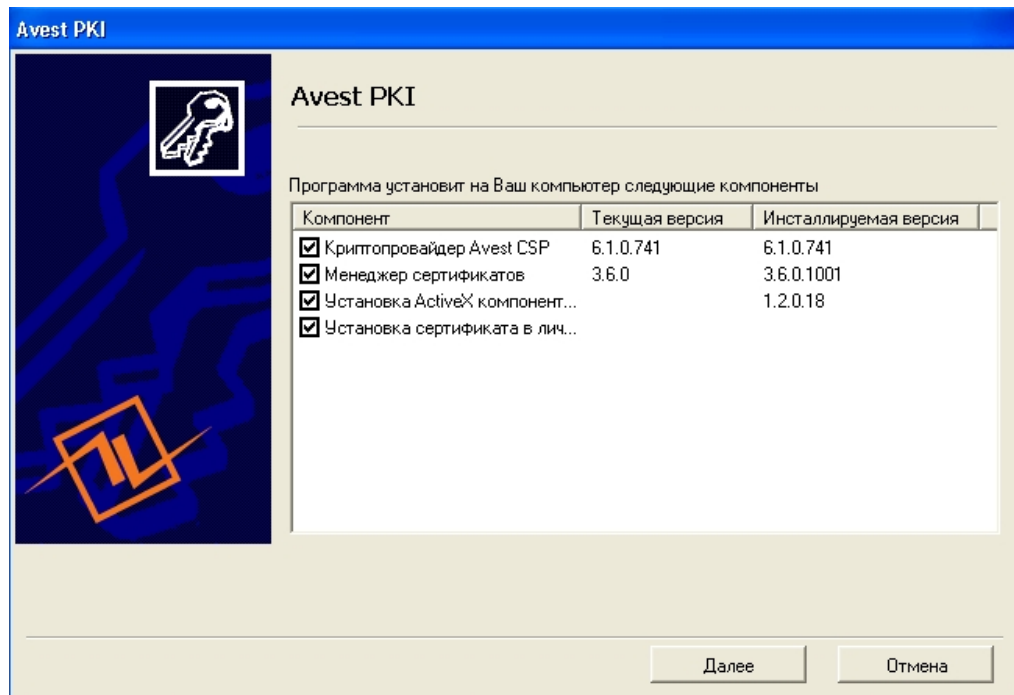 Avest PKI
Avest PKI
Программа установит на Ваш компьютер следующие компоненты
Компонент Текущая версия Инсталлируемая версия
Криптопровайдер Avest CSP 6.1.0.741 6.1.0.741
Менеджер сертификатов 3.6.0 3.6.0.1001
Установка ActiveX компонент... 1.2.0.18
Установка сертификата в лич...
Далее Отмена